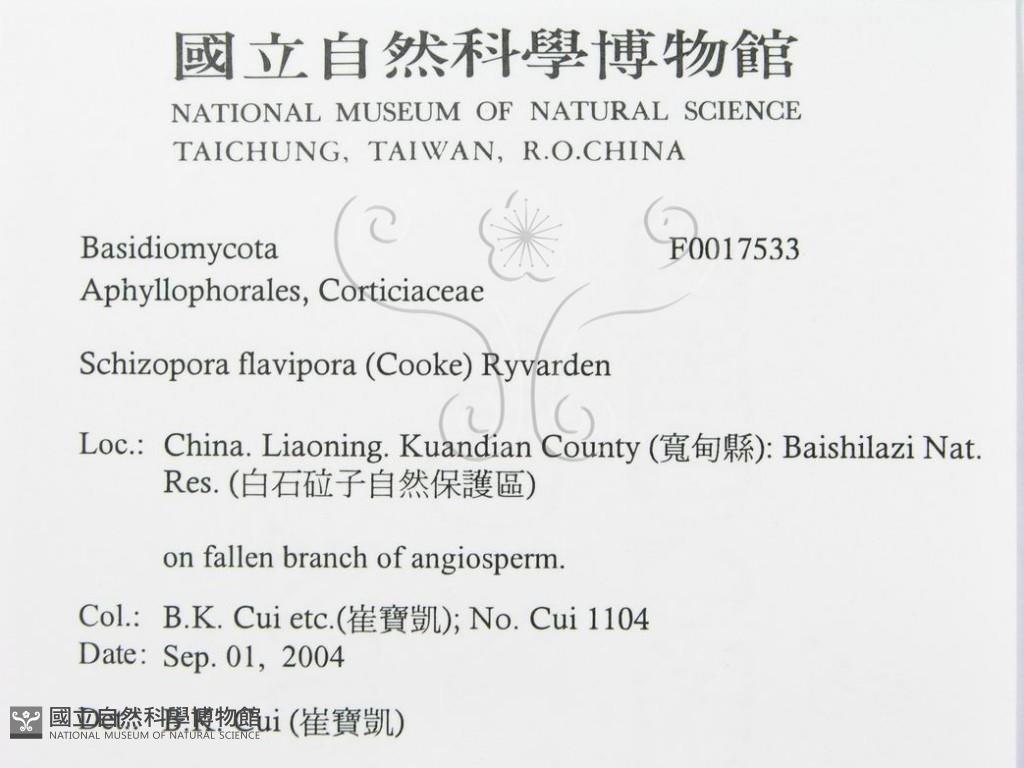 國立自然科學博物館
NATIONAL MUSEUM OF NATURAL SCIENCE
TAICHUNG, TAIWAN, R.O.CHINA
Basidiomycota F0017533
Aphyllophorales, Corticiaceae
Schizopora flavipora (Cooke) Ryvarden
Loc.: China. Liaoning. Kuandian County (寬甸縣): Baishilazi Nat.
Res. (白石砬子自然保護區)
on fallen branch of angiosperm.
Col.: B.K. Cui etc.(崔寶凱); No. Cui 1104
Date: Sep. 01, 2004
Det.: B.K. Cui (崔寶凱)
國立自然科學博物館
NATIONAL MUSEUM OF NATURAL SCIENCE